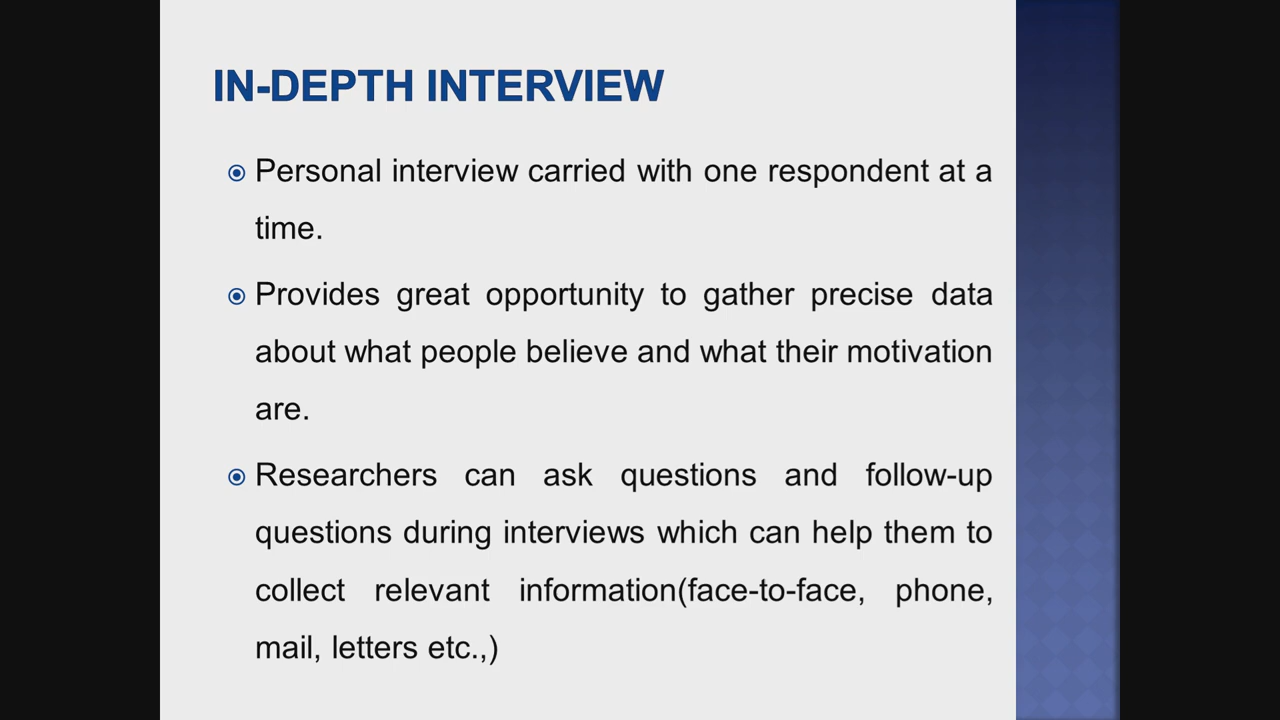 IN-DEPTH INTERVIEW
Personal interview carried with one respondent at a
time.
Provides great opportunity to gather precise data
about what people believe and what their motivation
are.
Researchers can ask questions and follow-up
questions during interviews which can help them to
collect relevant information(face-to-face, phone,
mail, letters etc.,)